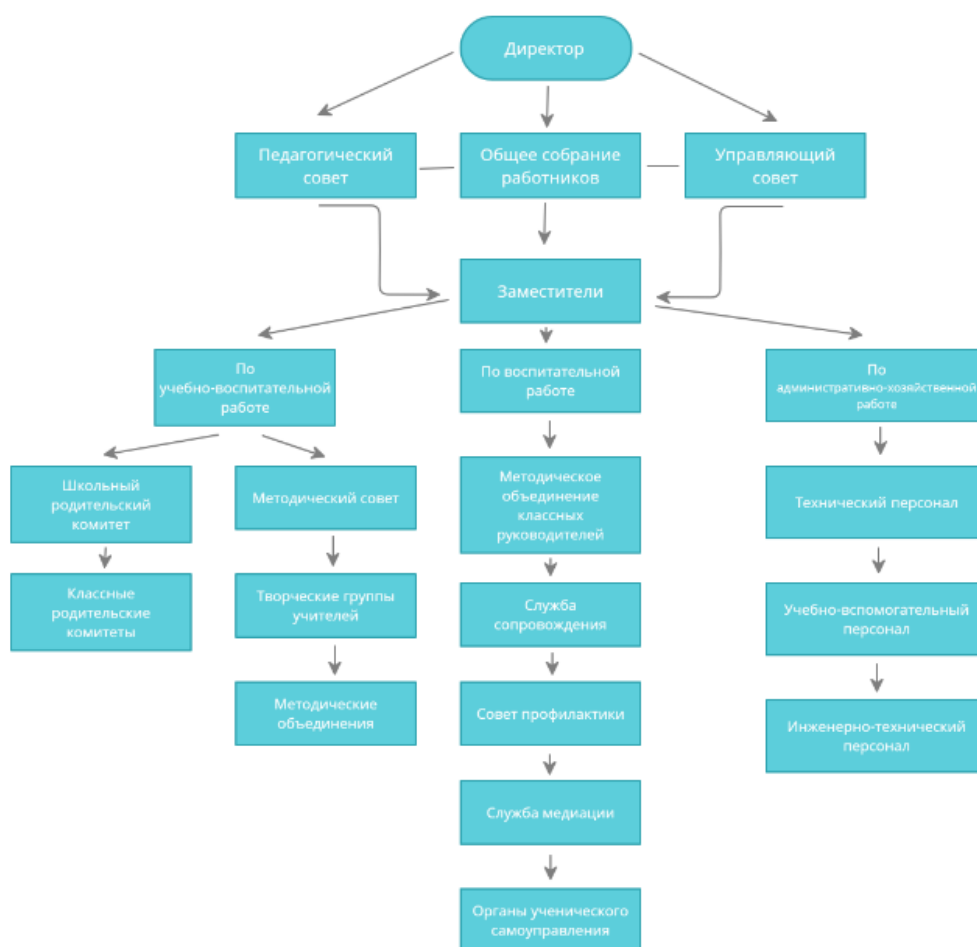 Директор
Педагогический
совет
Общее собрание
работников
Управляющий
совет
Заместители
По
учебно-воспитательной
работе
По воспитательной
работе
По
административно-хозяйственной
работе
Школьный
родительский
комитет
Методический совет
Методическое
объединение
классных
руководителей
Технический персонал
Классные
родительские
комитеты
Творческие группы
учителей
Служба
сопровождения
Учебно-вспомогательный
персонал
Методические
объединения
Совет профилактики
Инженерно-технический
персонал
Служба медиации
Органы ученического
самоуправления